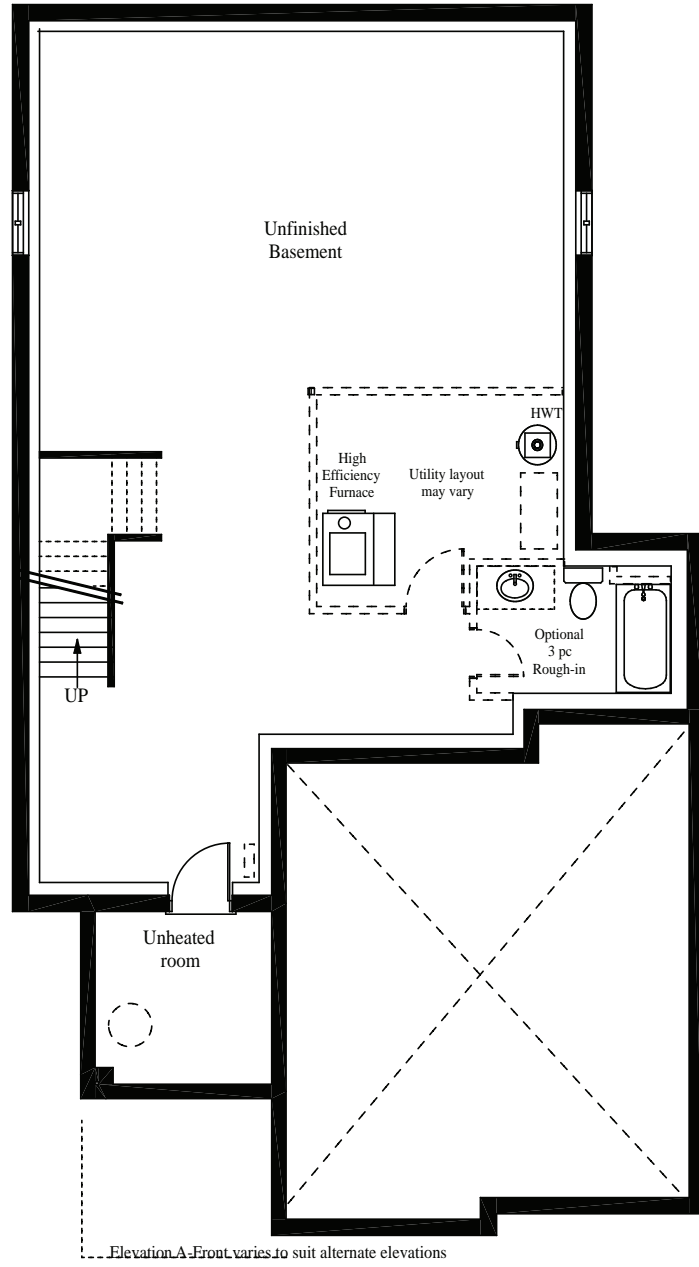 Unfinished
Basement
HWT
High
Efficiency
Furnace
Utility layout
may vary
Optional
3 pc
Rough-in
UP
Unheated
room
Elevation A-Front varies to suit alternate elevations